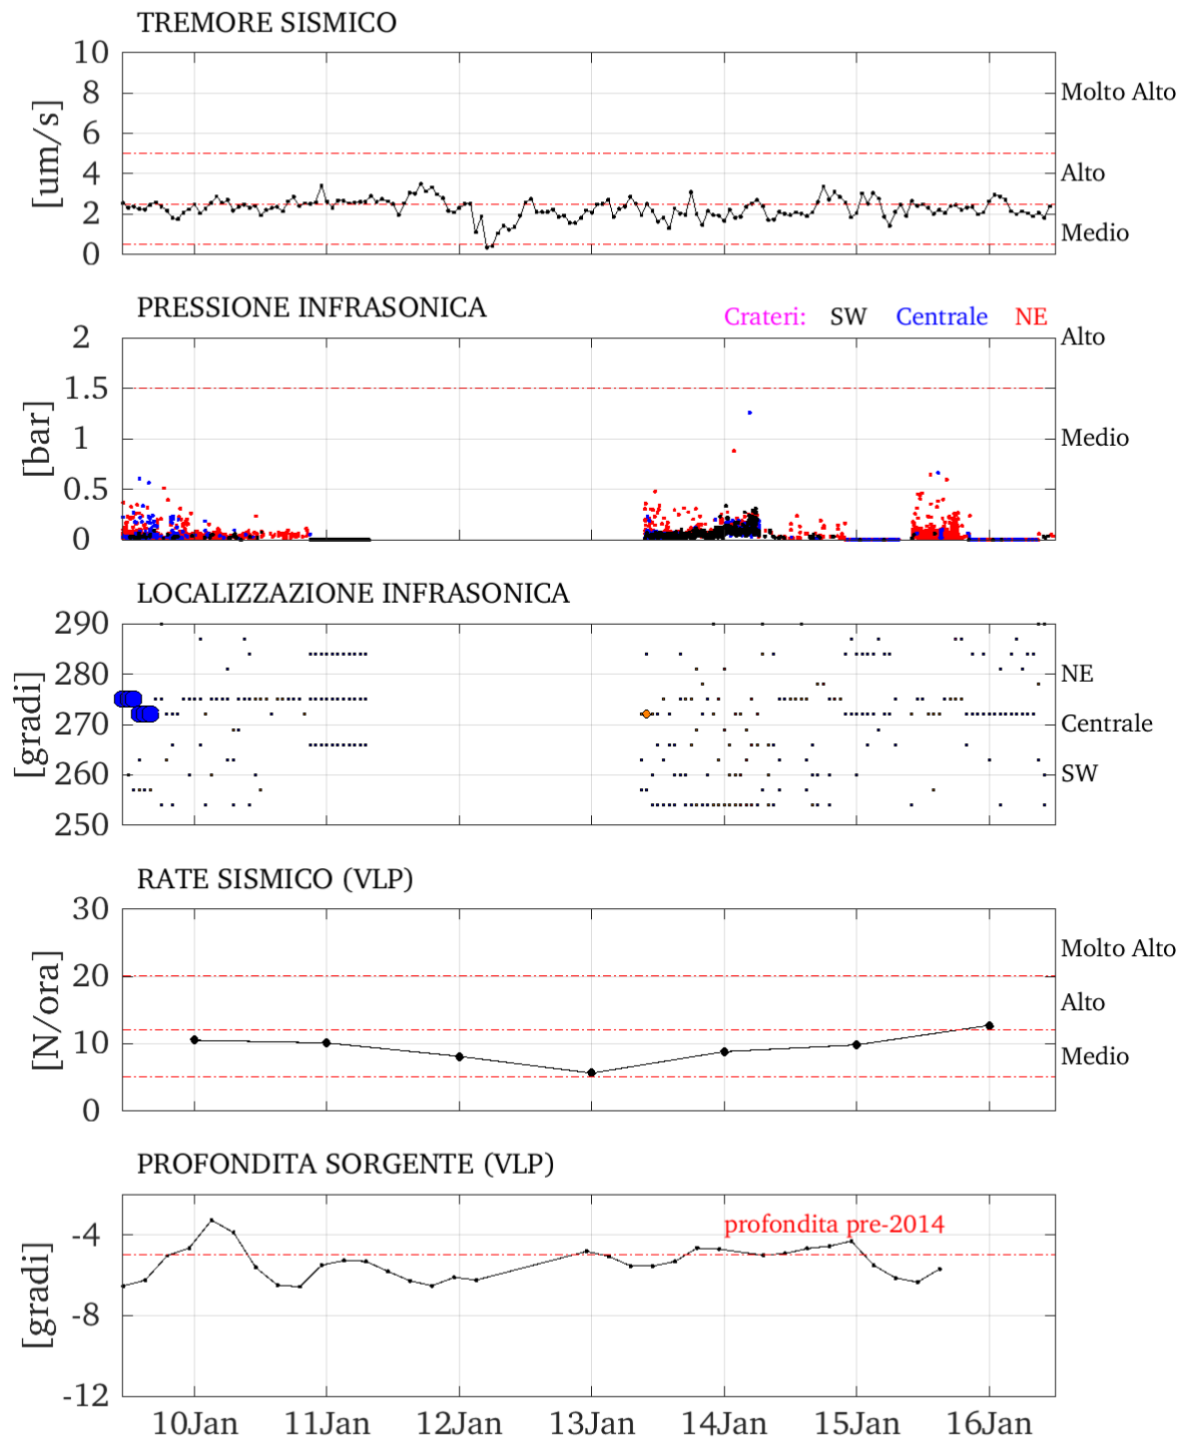 TREMORE SISMICO
10
8
6
4
2
0
[um/s]
Molto Alto
Alto
Medio
PRESSIONE INFRASONICA
Crateri: SW Centrale NE
2
1.5
1
0.5
0
[bar]
Alto
Medio
LOCALIZZAZIONE INFRASONICA
290
280
270
260
250
[gradi]
NE
Centrale
SW
RATE SISMICO (VLP)
30
20
10
0
[N/ora]
Molto Alto
Alto
Medio
PROFONDITA SORGENTE (VLP)
profondita pre-2014
-4
-8
-12
[gradi]
10Jan 11Jan 12Jan 13Jan 14Jan 15Jan 16Jan